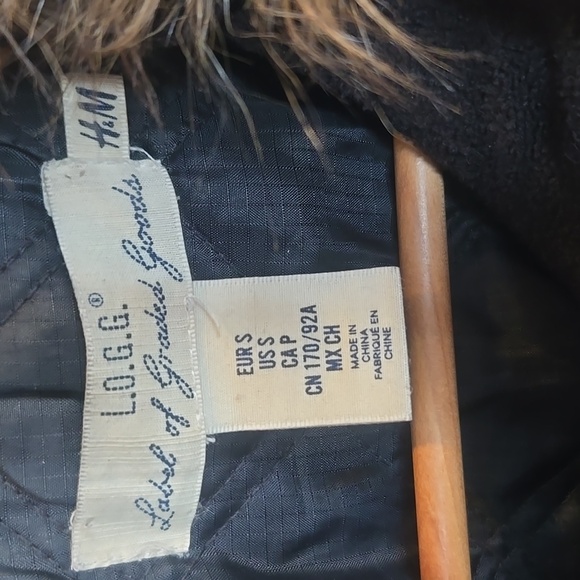 H&M
L.O.G.G.®
Label of Graded Goods
EUR S
US S
CA P
CN 170/92A
MX CH
MADE IN
CHINA
FABRIQUÉ EN
CHINE